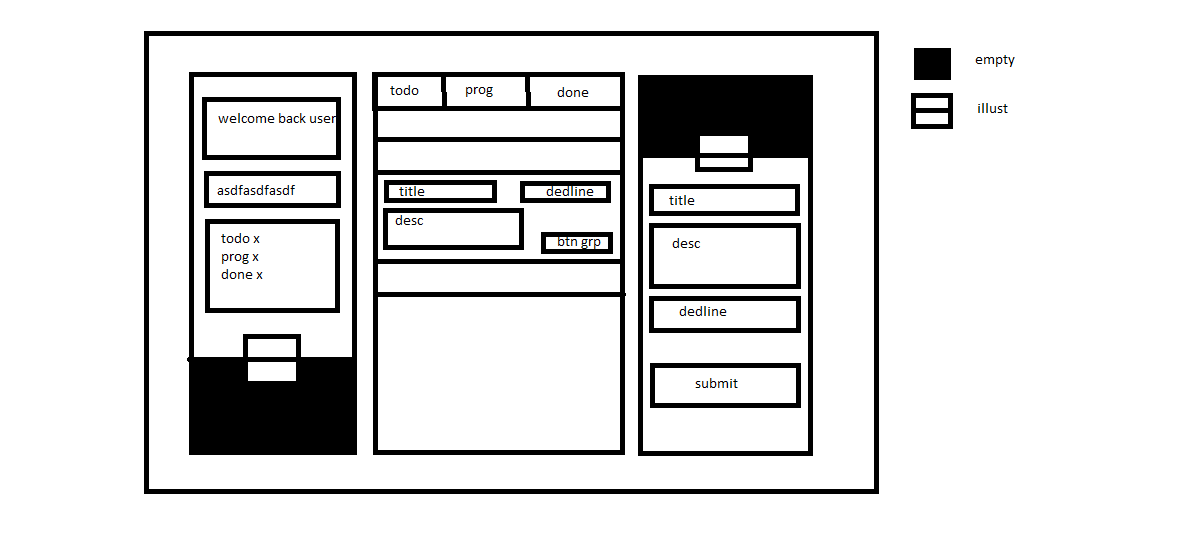 welcome back user
asdfasdfasdf
todo x
prog x
done x
todo
prog
done
title
dedline
desc
btn grp
title
desc
dedline
submit
empty
illust